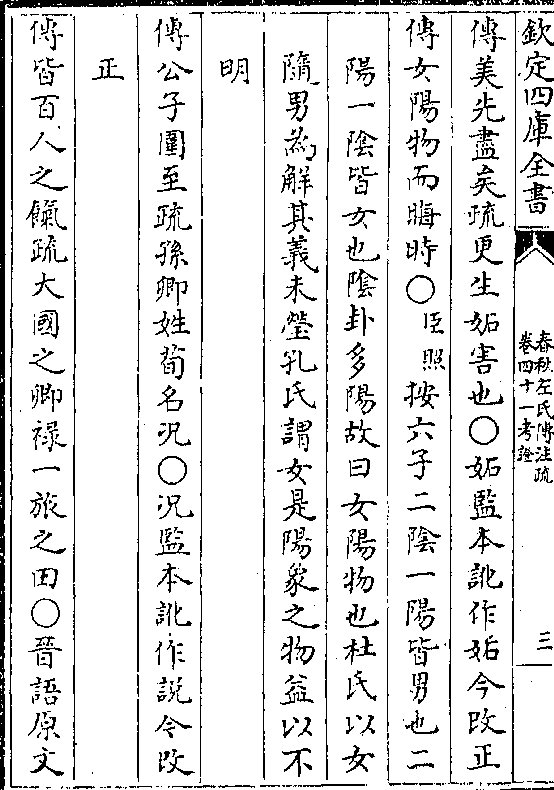 欽定四庫全書
春秋左氏傳注疏
卷四十一考證
三
傳美先盡矣疏更生妬害也○妬監本訛作姤今改正
傳女陽物而晦時○臣照按六子二陰一陽皆男也二
陽一陰皆女也陰卦多陽故曰女陽物也杜氏以女
隨男為解其義未瑩孔氏謂女是陽象之物益以不
明
傳公子圍至疏孫卿姓荀名况○况監本訛作説今改
正
傳皆百人之餼疏大國之卿祿一旅之田○晉語原文